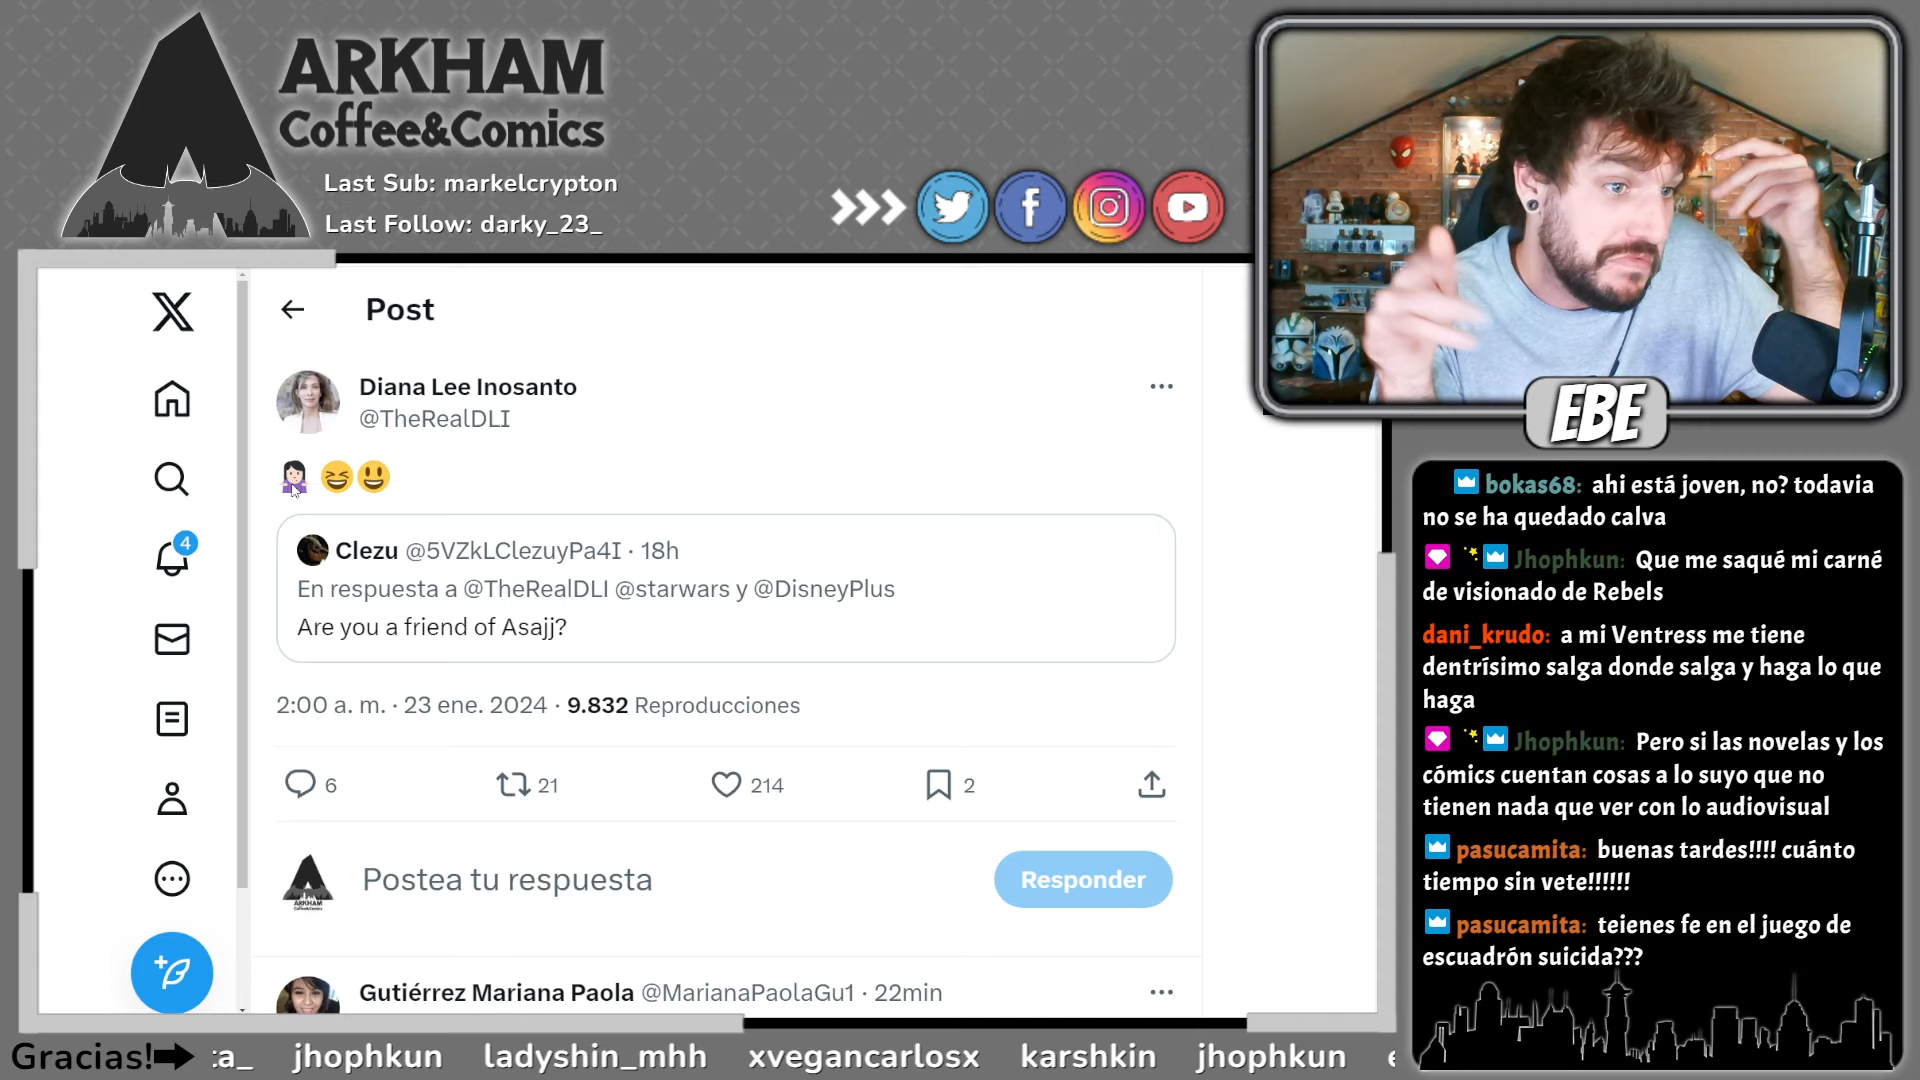 ARKHAM
Coffee&Comics
Last Sub: markelcrypton
Last Follow: darky_23_
Post
Diana Lee Inosanto
@TheRealDLI
Clezu @5VZkLClezuyPa4I · 18h
En respuesta a @TheRealDLI @starwars y @DisneyPlus
Are you a friend of Asajj?
2:00 a. m. · 23 ene. 2024 · 9.832 Reproducciones
6 21 214 2
ARKHAM
Postea tu respuesta
Responder
Gutiérrez Mariana Paola @MarianaPaolaGu1 · 22min
4
EBE
bokas68: ahi está joven, no? todavia
no se ha quedado calva
Jhophkun: Que me saqué mi carné
de visionado de Rebels
dani_krudo: a mi Ventress me tiene
dentrísimo salga donde salga y haga lo que
haga
Jhophkun: Pero si las novelas y los
cómics cuentan cosas a lo suyo que no
tienen nada que ver con lo audiovisual
pasucamita: buenas tardes!!!! cuánto
tiempo sin vete!!!!!!
pasucamita: teienes fe en el juego de
escuadrón suicida???
Gracias! jhophkun ladyshin_mhh xvegancarlosx karshkin jhophkun